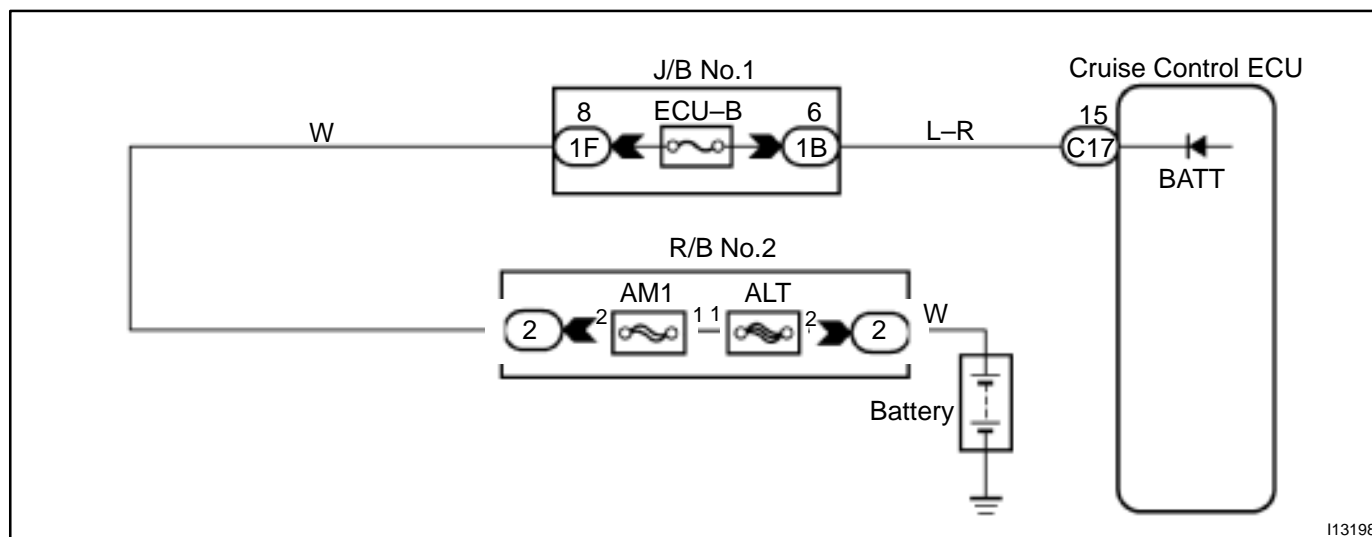 J/B No.1
Cruise Control ECU
8 ECU–B 6
W
1F
1B
L–R
15
C17
BATT
R/B No.2
AM1 ALT
2 2 1 1 2 2
W
Battery
I13198